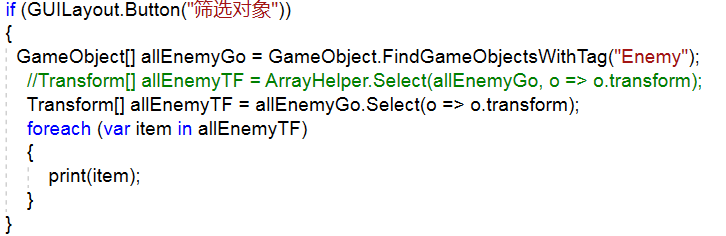 if (GUILayout.Button("筛选对象"))
{
GameObject[] allEnemyGo = GameObject.FindGameObjectsWithTag("Enemy");
//Transform[] allEnemyTF = ArrayHelper.Select(allEnemyGo, o => o.transform);
Transform[] allEnemyTF = allEnemyGo.Select(o => o.transform);
foreach (var item in allEnemyTF)
{
print(item);
}
}